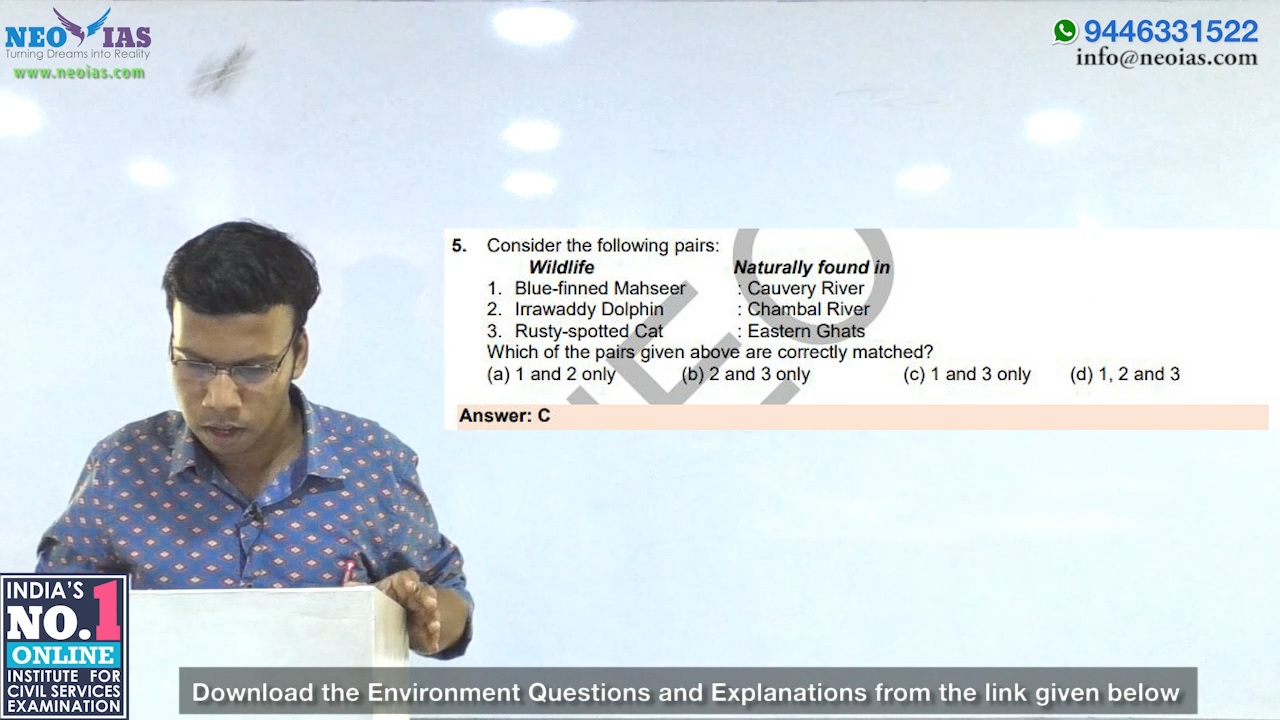 NEO IAS
Turning Dreams into Reality
www.neoias.com
9446331522
info@neoias.com
NEO
5. Consider the following pairs:
Wildlife Naturally found in
1. Blue-finned Mahseer : Cauvery River
2. Irrawaddy Dolphin : Chambal River
3. Rusty-spotted Cat : Eastern Ghats
Which of the pairs given above are correctly matched?
(a) 1 and 2 only (b) 2 and 3 only (c) 1 and 3 only (d) 1, 2 and 3
Answer: C
INDIA'S
NO.1
ONLINE
INSTITUTE FOR
CIVIL SERVICES
EXAMINATION
Download the Environment Questions and Explanations from the link given below